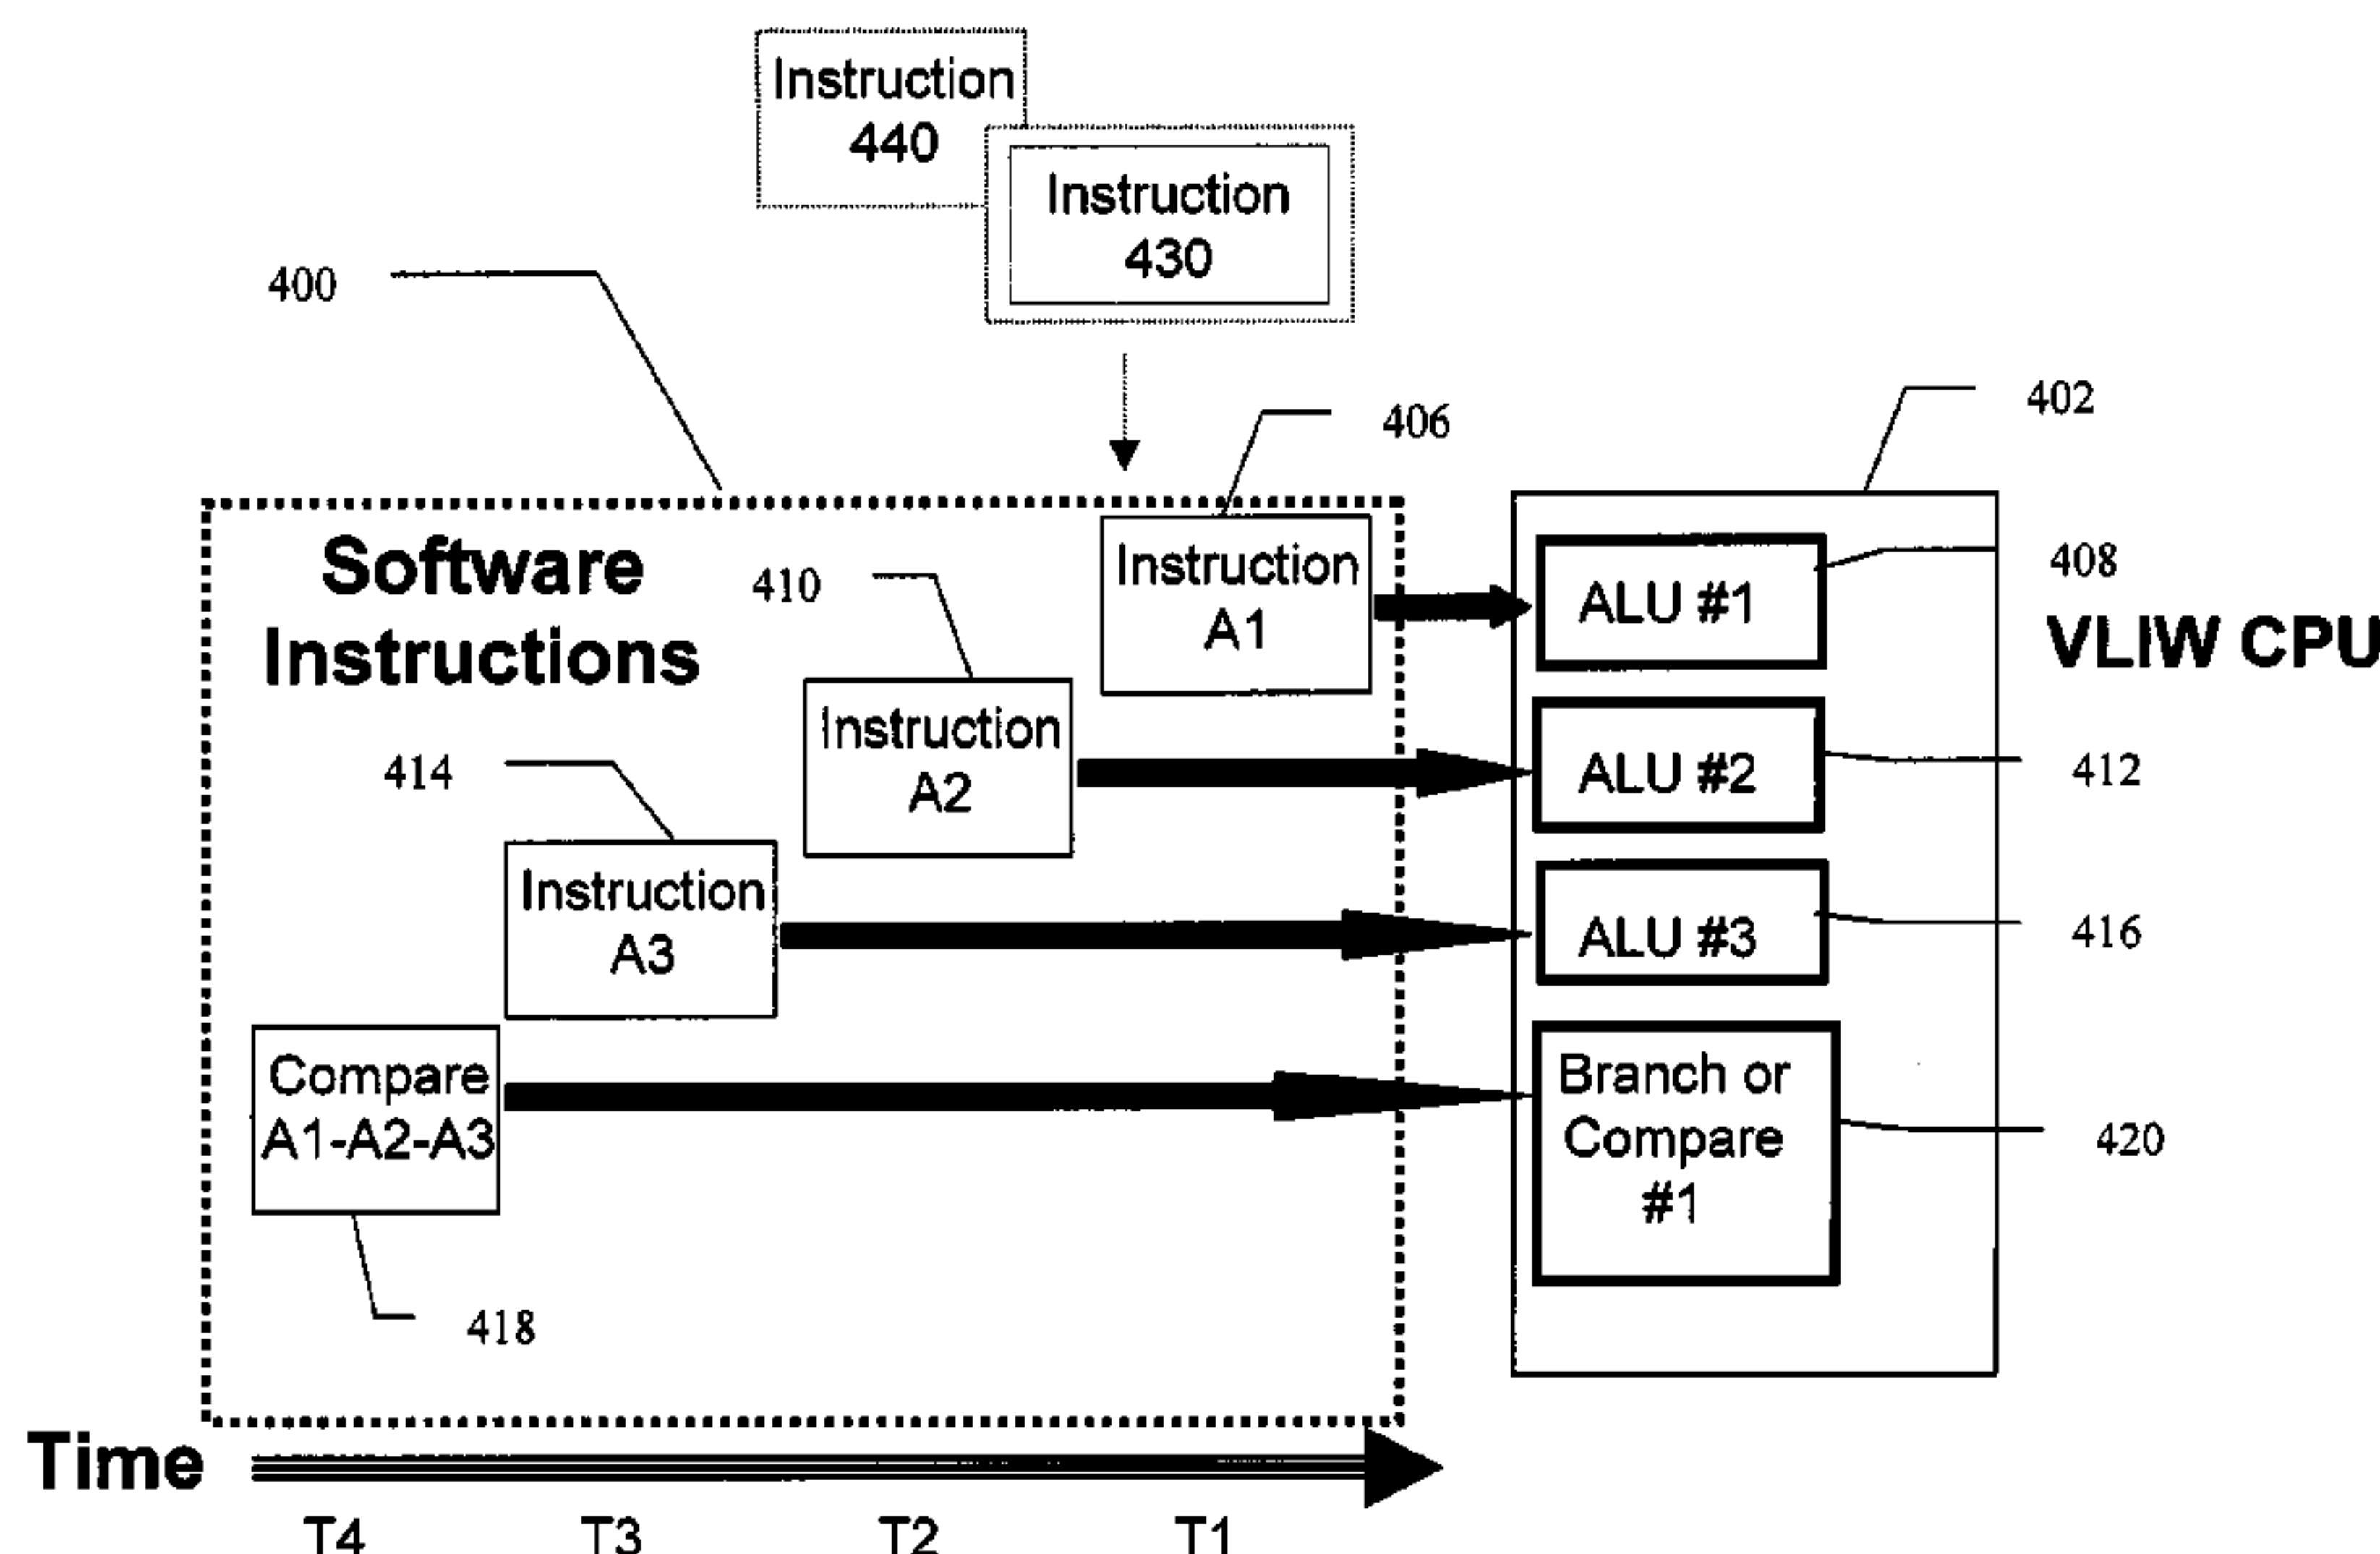 Instruction
440
Instruction
430
400
406
402
Software
Instructions
410
Instruction
A1
ALU #1
408
VLIW CPU
414
Instruction
A2
ALU #2
412
Instruction
A3
ALU #3
416
Compare
A1-A2-A3
Branch or
Compare
#1
420
418
Time
T4 T3 T2 T1